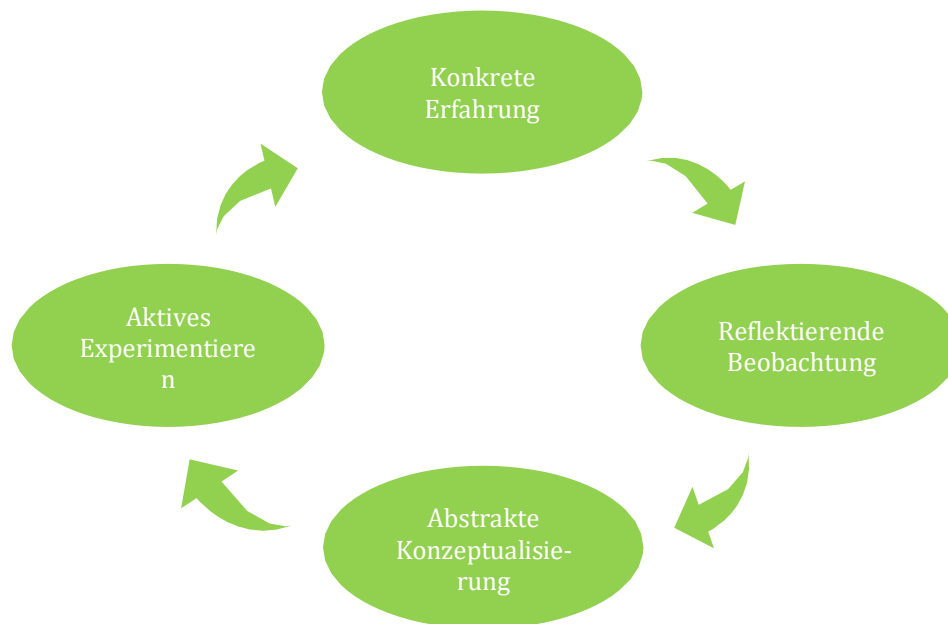 Konkrete
Erfahrung
Reflektierende
Beobachtung
Abstrakte
Konzeptualisie-
rung
Aktives
Experimentiere
n